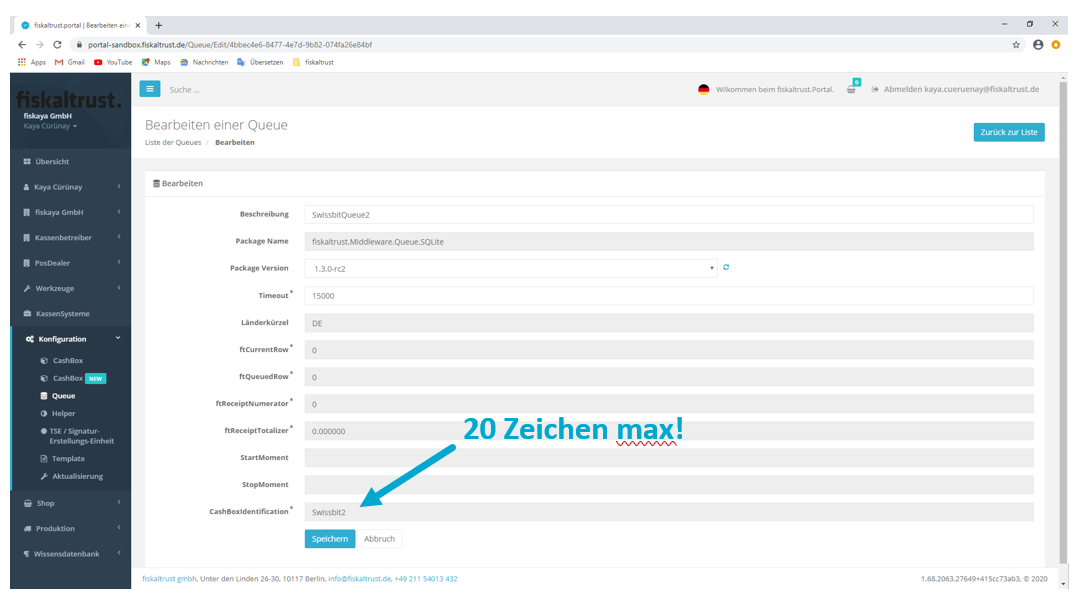 fiskaltrust.portal | Bearbeiten ein
portal-sandbox.fiskaltrust.de/Queue/Edit/4bbec4e6-8477-4e7d-9b82-074fa26e84bf
Apps Gmail YouTube Maps Nachrichten Übersetzen fiskaltrust
fiskaltrust.
fiskaya GmbH
Kaya Cürünay
Suche ...
Wilkommen beim fiskaltrust.Portal.
0
Abmelden kaya.cueruenay@fiskaltrust.de
Bearbeiten einer Queue
Liste der Queues / Bearbeiten
Zurück zur Liste
Übersicht
Kaya Cürünay
fiskaya GmbH
Kassenbetreiber
PosDealer
Werkzeuge
KassenSysteme
Konfiguration
CashBox
CashBox NEW
Queue
Helper
TSE / Signatur-
Erstellungs-Einheit
Template
Aktualisierung
Shop
Produktion
Wissensdatenbank
Bearbeiten
Beschreibung SwissbitQueue2
Package Name fiskaltrust.Middleware.Queue.SQLite
Package Version 1.3.0-rc2
Timeout* 15000
Länderkürzel DE
ftCurrentRow* 0
ftQueuedRow* 0
ftReceiptNumerator* 0
ftReceiptTotalizer* 0.000000
20 Zeichen max!
StartMoment
StopMoment
CashBoxIdentification* Swissbit2
Speichern Abbruch
fiskaltrust gmbh, Unter den Linden 26-30, 10117 Berlin, info@fiskaltrust.de, +49 211 54013 432
1.68.2063.27649+415cc73ab3. © 2020